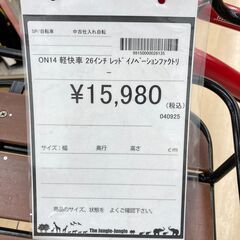 SP/自転車 中古仕入れ自転
99150000026135
ON14 軽快車 26インチ レッド イノベーションファクトリ
ー
¥15,980
(税込)
040925
サイズ：幅 奥行 高さ cm
商品のサイズ、状態を よくご確認下さい。
The Jungle-Jungle